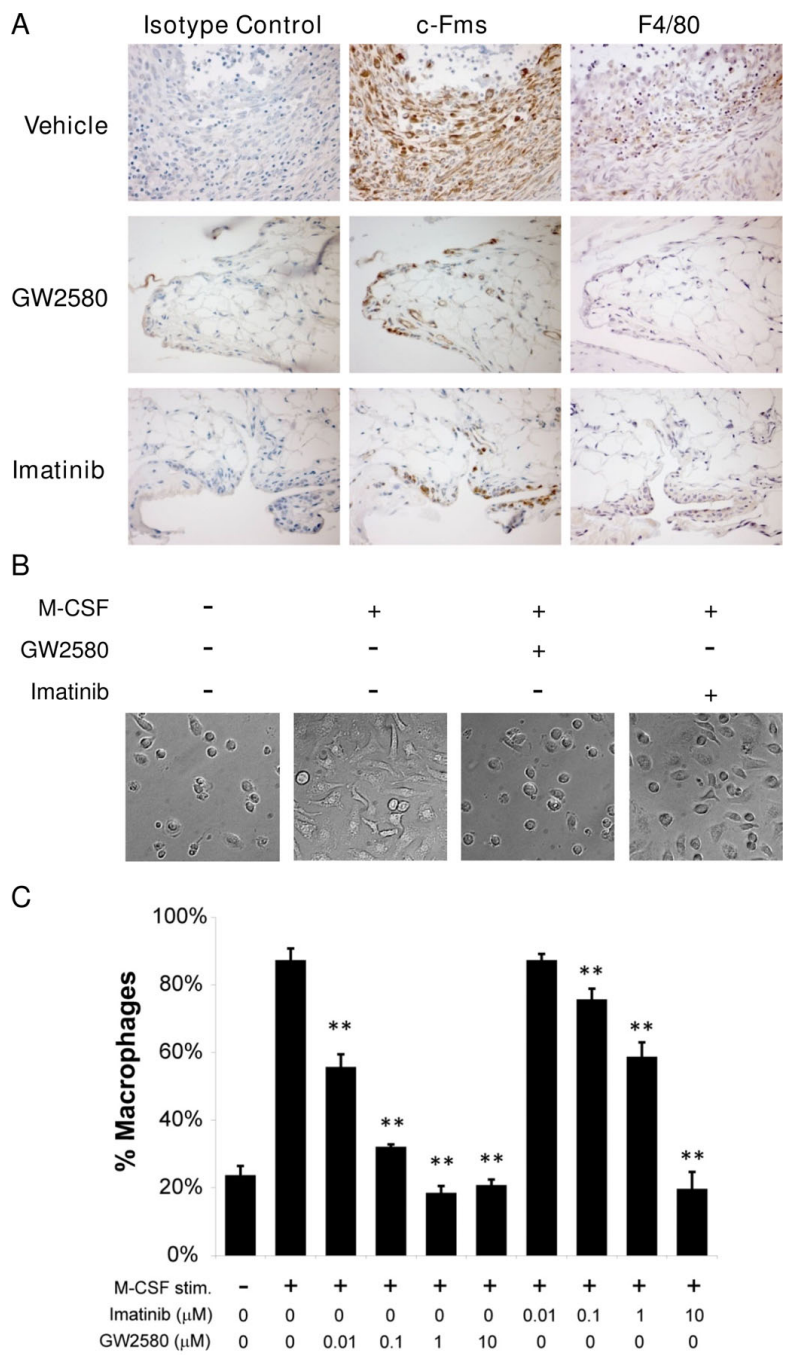 A
Isotype Control c-Fms F4/80
Vehicle
GW2580
Imatinib
B
M-CSF - + + +
GW2580 - - + -
Imatinib - - - +
C
100%
80%
60%
40%
20%
0%
% Macrophages
** ** ** ** ** ** **
M-CSF stim. - + + + + + + + + +
Imatinib (μM) 0 0 0 0 0 0 0.01 0.1 1 10
GW2580 (μM) 0 0 0.01 0.1 1 10 0 0 0 0